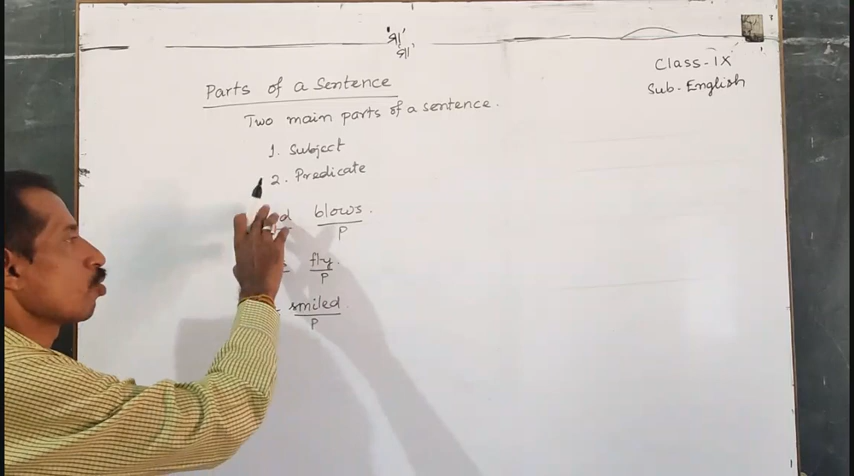 Class-IX
Sub-English
Parts of a Sentence
Two main parts of a sentence.
1. Subject
2. Predicate
blows.
P
fly.
P
smiled.
P